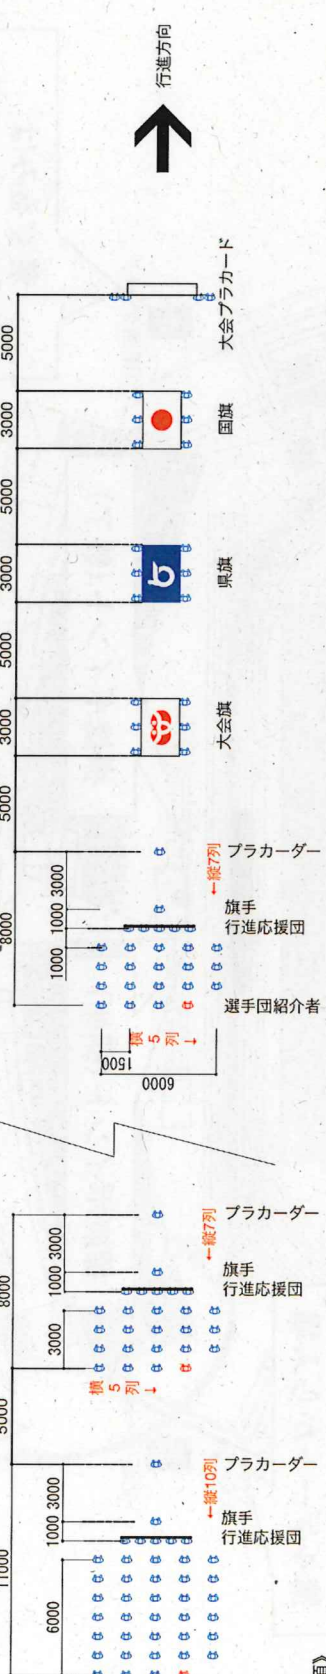 行進方向
大会プラカード
5000
国旗
3000
5000
県旗
3000
5000
大会旗
3000
5000
プラカーダー
←縦7列
旗手
行進応援団
選手団紹介者
8000
1000 3000
1000
横5列→
1500
6000
プラカーダー
←縦7列
旗手
行進応援団
8000
1000 3000
3000
横5列→
5000
プラカーダー
←縦10列
旗手
行進応援団
11000
1000 3000
6000